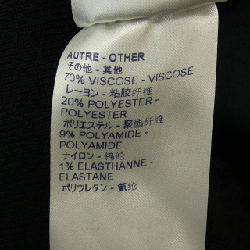 AUTRE - OTHER
その他 - 其他
70% VISCOSE - VISCOSE
レーヨン - 粘胶纤维
20% POLYESTER -
POLYESTER
ポリエステル - 聚酯纤维
9% POLYAMIDE -
POLYAMIDE
ナイロン - 锦纶
1% ELASTHANNE -
ELASTANE
ポリウレタン - 氨纶